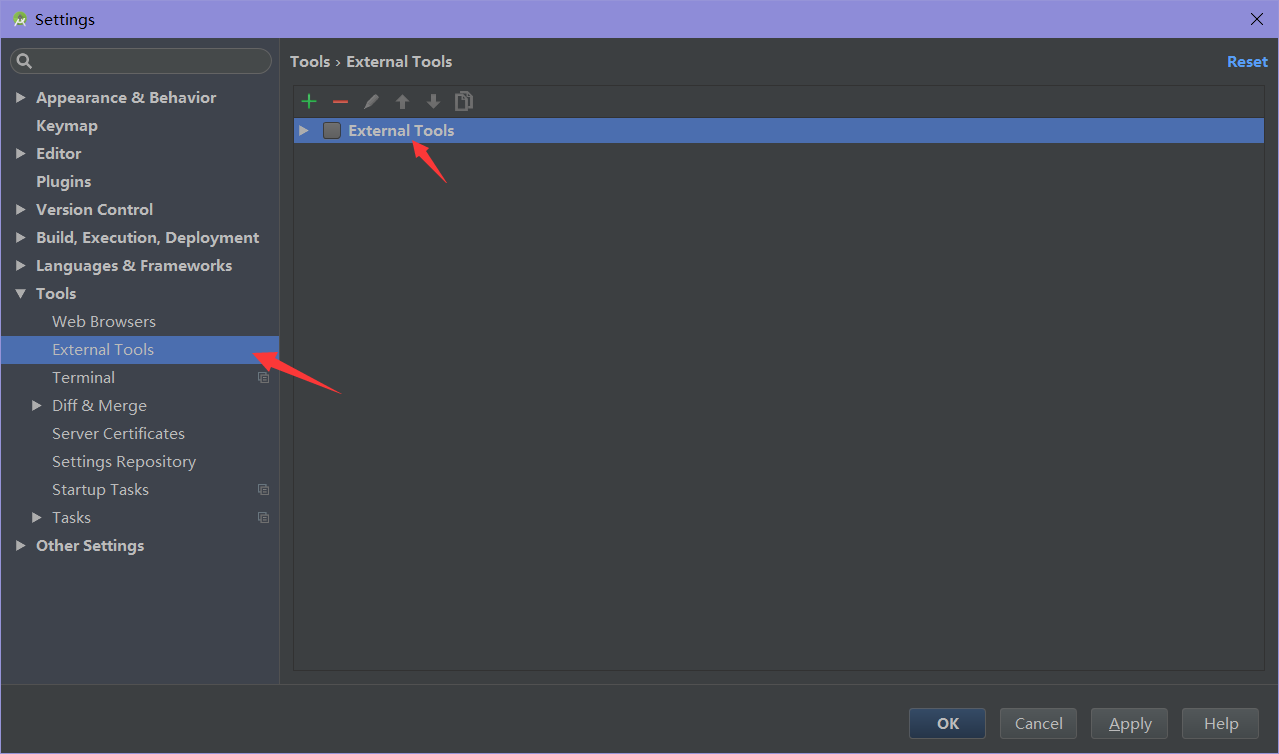 Settings
Tools › External Tools
Reset
Appearance & Behavior
Keymap
Editor
Plugins
Version Control
Build, Execution, Deployment
Languages & Frameworks
Tools
Web Browsers
External Tools
Terminal
Diff & Merge
Server Certificates
Settings Repository
Startup Tasks
Tasks
Other Settings
External Tools
OK
Cancel
Apply
Help